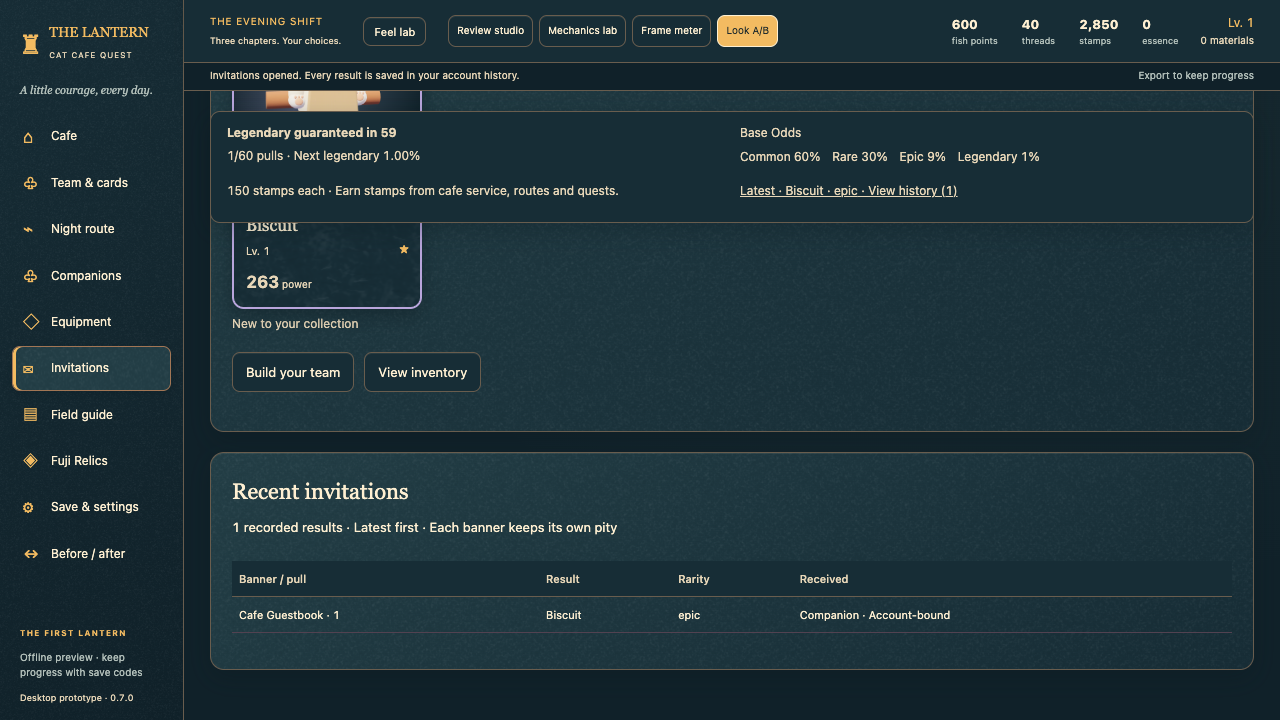 THE LANTERN
CAT CAFE QUEST
A little courage, every day.
Cafe
Team & cards
Night route
Companions
Equipment
Invitations
Field guide
Fuji Relics
Save & settings
Before / after
THE FIRST LANTERN
Offline preview · keep
progress with save codes
Desktop prototype · 0.7.0
THE EVENING SHIFT
Three chapters. Your choices.
Feel lab
Review studio
Mechanics lab
Frame meter
Look A/B
600
fish points
40
threads
2,850
stamps
0
essence
Lv. 1
0 materials
Invitations opened. Every result is saved in your account history.
Export to keep progress
Legendary guaranteed in 59
1/60 pulls · Next legendary 1.00%
150 stamps each · Earn stamps from cafe service, routes and quests.
Base Odds
Common 60% Rare 30% Epic 9% Legendary 1%
Latest · Biscuit · epic · View history (1)
Biscuit
Lv. 1
263 power
New to your collection
Build your team
View inventory
Recent invitations
1 recorded results · Latest first · Each banner keeps its own pity
Banner / pull Result Rarity Received
Cafe Guestbook · 1 Biscuit epic Companion · Account-bound